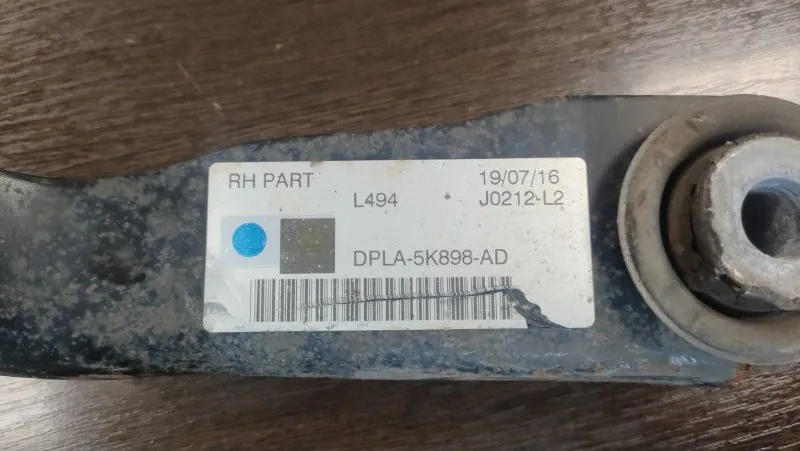 RH PART
19/07/16
L494
J0212-L2
DPLA-5K898-AD